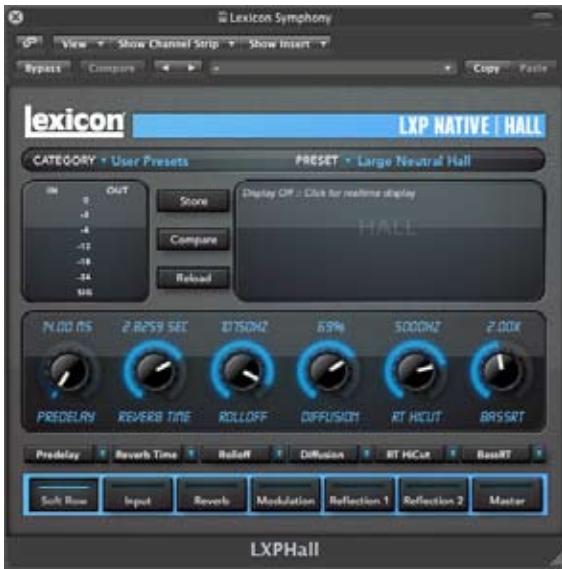 Lexicon Symphony
View Show Channel Strip Show Insert
Bypass Compare - Copy Paste
lexicon LXP NATIVE | HALL
CATEGORY User Presets PRESET Large Neutral Hall
IN OUT
Display Off :: Click for realtime display
HALL
0
-12
-18
-24
SIG
Store
Compare
Reload
14.00 MS 2.8259 SEC 10750HZ 69% 5000HZ 2.00X
PREDELAY REVERB TIME ROLLOFF DIFFUSION RT HICUT BASSRT
Predelay Reverb Time Rolloff Diffusion RT HiCut BassRT
Soft Row Input Reverb Modulation Reflection 1 Reflection 2 Master
LXPHall